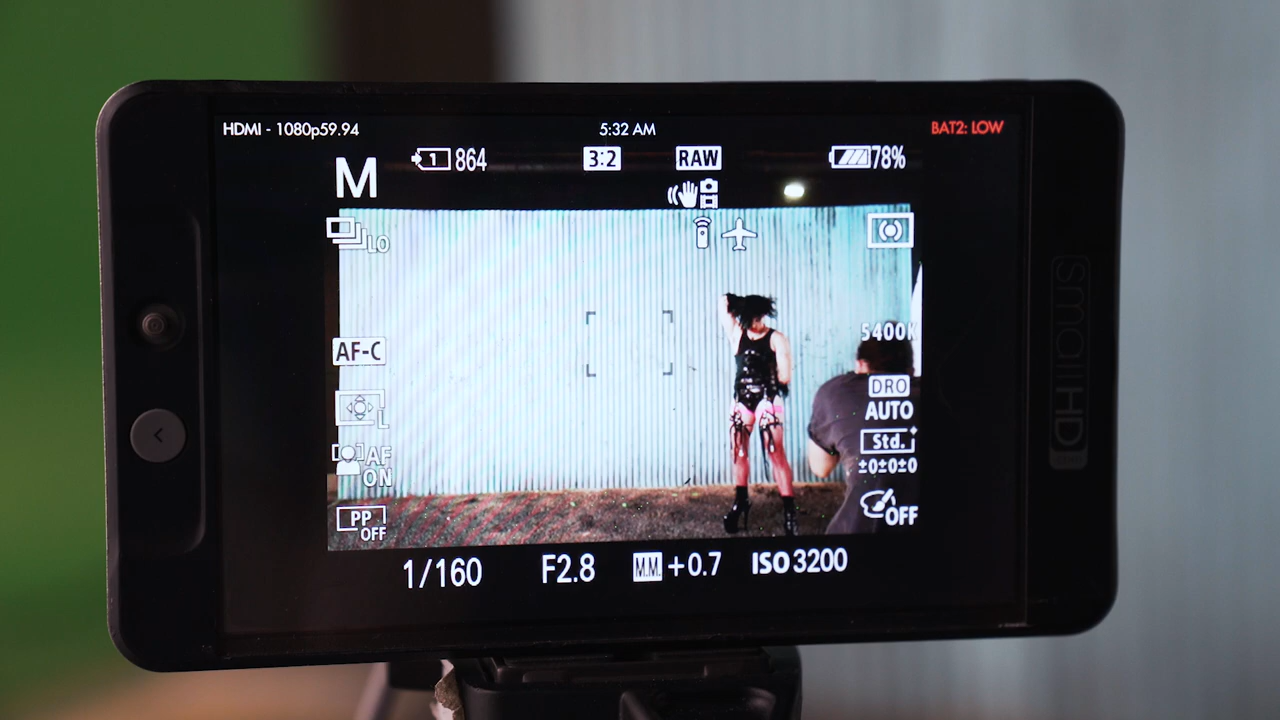 HDMI - 1080p59.94
5:32 AM
BAT2: LOW
M
1 864
3:2
RAW
78%
LO
5400K
AF-C
DRO
AUTO
L
Std.
AF
ON
±0±0±0
PP
OFF
OFF
1/160
F2.8
M.M. +0.7
ISO 3200
smallHD